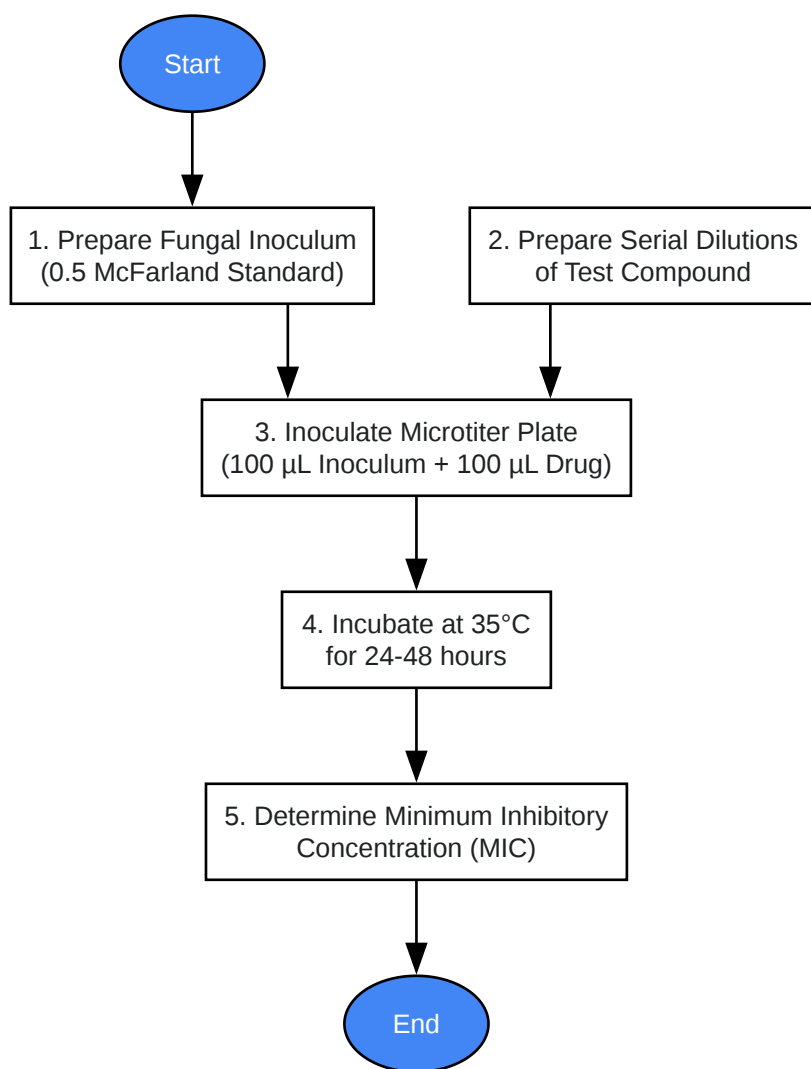 Start
1. Prepare Fungal Inoculum
(0.5 McFarland Standard)
2. Prepare Serial Dilutions
of Test Compound
3. Inoculate Microtiter Plate
(100 µL Inoculum + 100 µL Drug)
4. Incubate at 35°C
for 24-48 hours
5. Determine Minimum Inhibitory
Concentration (MIC)
End